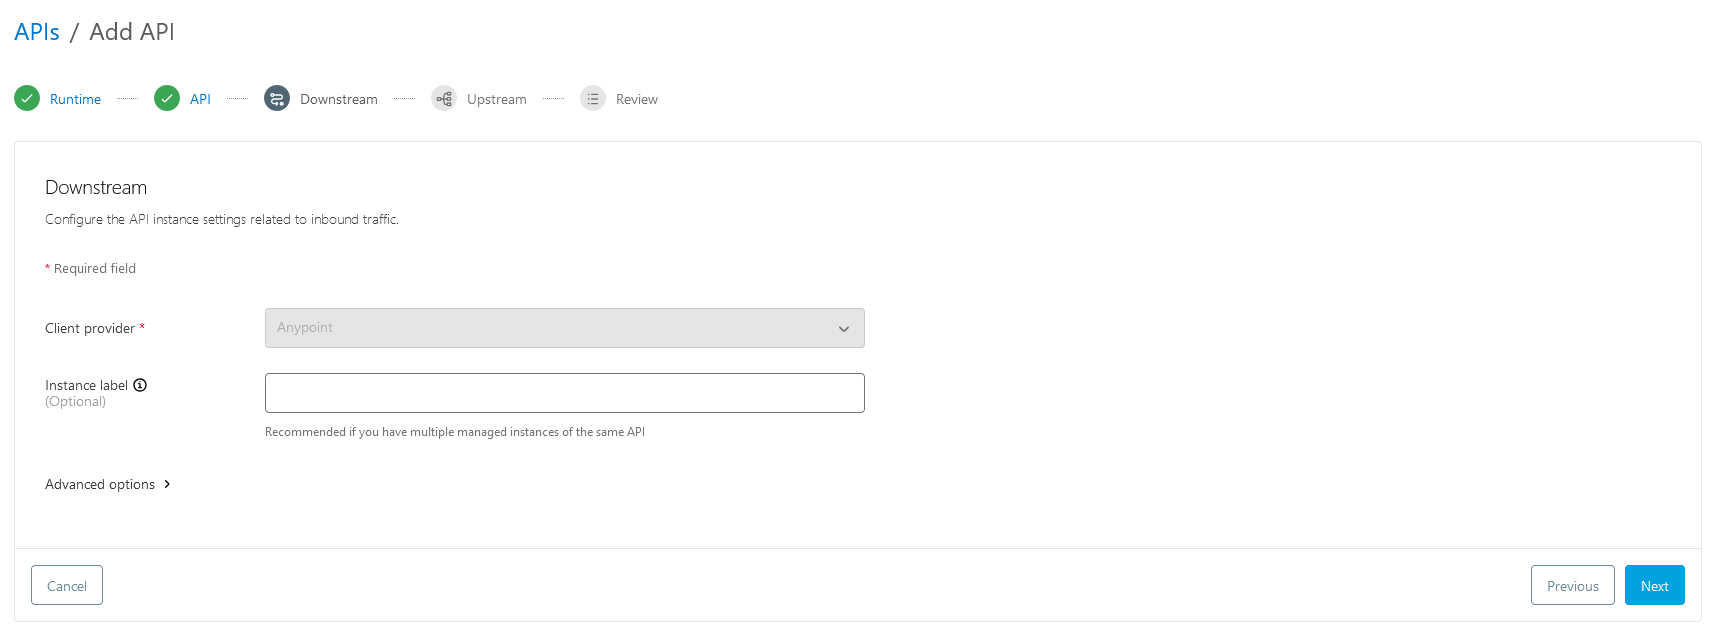 APIs / Add API
Runtime API Downstream Upstream Review
Downstream
Configure the API instance settings related to inbound traffic.
* Required field
Client provider * Anypoint
Instance label
(Optional)
Recommended if you have multiple managed instances of the same API
Advanced options
Cancel Previous Next